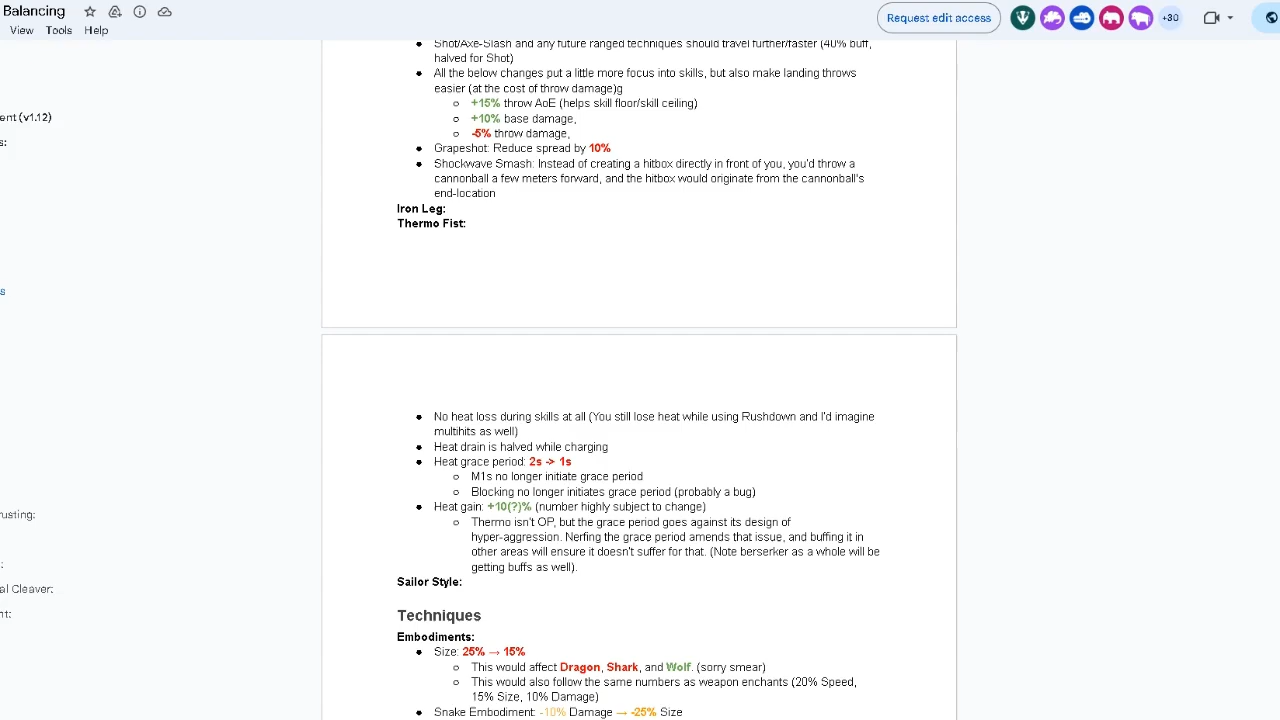 Balancing
Request edit access
+30
View Tools Help
ent (v1.12)
s:
s
rusting:
:
al Cleaver:
nt:
Shot/Axe-Slash and any future ranged techniques should travel further/faster (40% buff,
halved for Shot)
All the below changes put a little more focus into skills, but also make landing throws
easier (at the cost of throw damage)g
+15% throw AoE (helps skill floor/skill ceiling)
+10% base damage,
-5% throw damage,
Grapeshot: Reduce spread by 10%
Shockwave Smash: Instead of creating a hitbox directly in front of you, you'd throw a
cannonball a few meters forward, and the hitbox would originate from the cannonball's
end-location
Iron Leg:
Thermo Fist:
No heat loss during skills at all (You still lose heat while using Rushdown and I'd imagine
multihits as well)
Heat drain is halved while charging
Heat grace period: 2s -> 1s
M1s no longer initiate grace period
Blocking no longer initiates grace period (probably a bug)
Heat gain: +10(?)% (number highly subject to change)
Thermo isn't OP, but the grace period goes against its design of
hyper-aggression. Nerfing the grace period amends that issue, and buffing it in
other areas will ensure it doesn't suffer for that. (Note berserker as a whole will be
getting buffs as well).
Sailor Style:
Techniques
Embodiments:
Size: 25% → 15%
This would affect Dragon, Shark, and Wolf. (sorry smear)
This would also follow the same numbers as weapon enchants (20% Speed,
15% Size, 10% Damage)
Snake Embodiment: -10% Damage → -25% Size